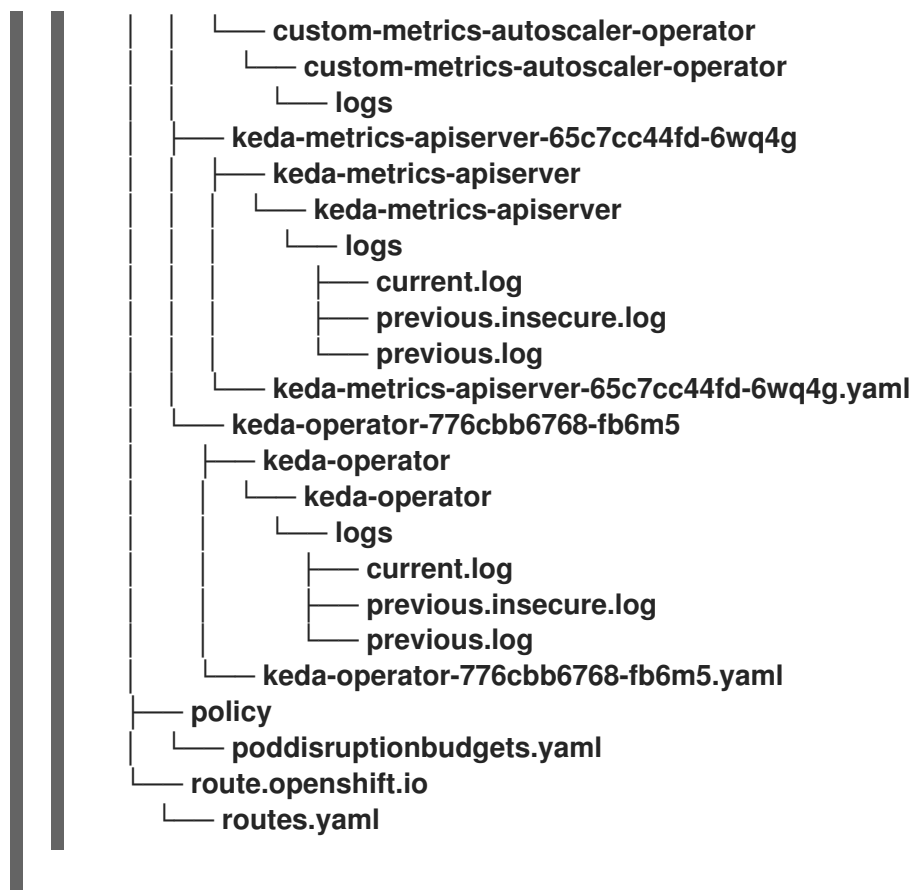 │ │ └── custom-metrics-autoscaler-operator
│ │ └── custom-metrics-autoscaler-operator
│ │ └── logs
│ ├── keda-metrics-apiserver-65c7cc44fd-6wq4g
│ │ ├── keda-metrics-apiserver
│ │ │ └── keda-metrics-apiserver
│ │ │ └── logs
│ │ │ ├── current.log
│ │ │ ├── previous.insecure.log
│ │ │ └── previous.log
│ │ └── keda-metrics-apiserver-65c7cc44fd-6wq4g.yaml
│ └── keda-operator-776cbb6768-fb6m5
│ ├── keda-operator
│ │ └── keda-operator
│ │ └── logs
│ │ ├── current.log
│ │ ├── previous.insecure.log
│ │ └── previous.log
│ └── keda-operator-776cbb6768-fb6m5.yaml
├── policy
│ └── poddisruptionbudgets.yaml
└── route.openshift.io
└── routes.yaml